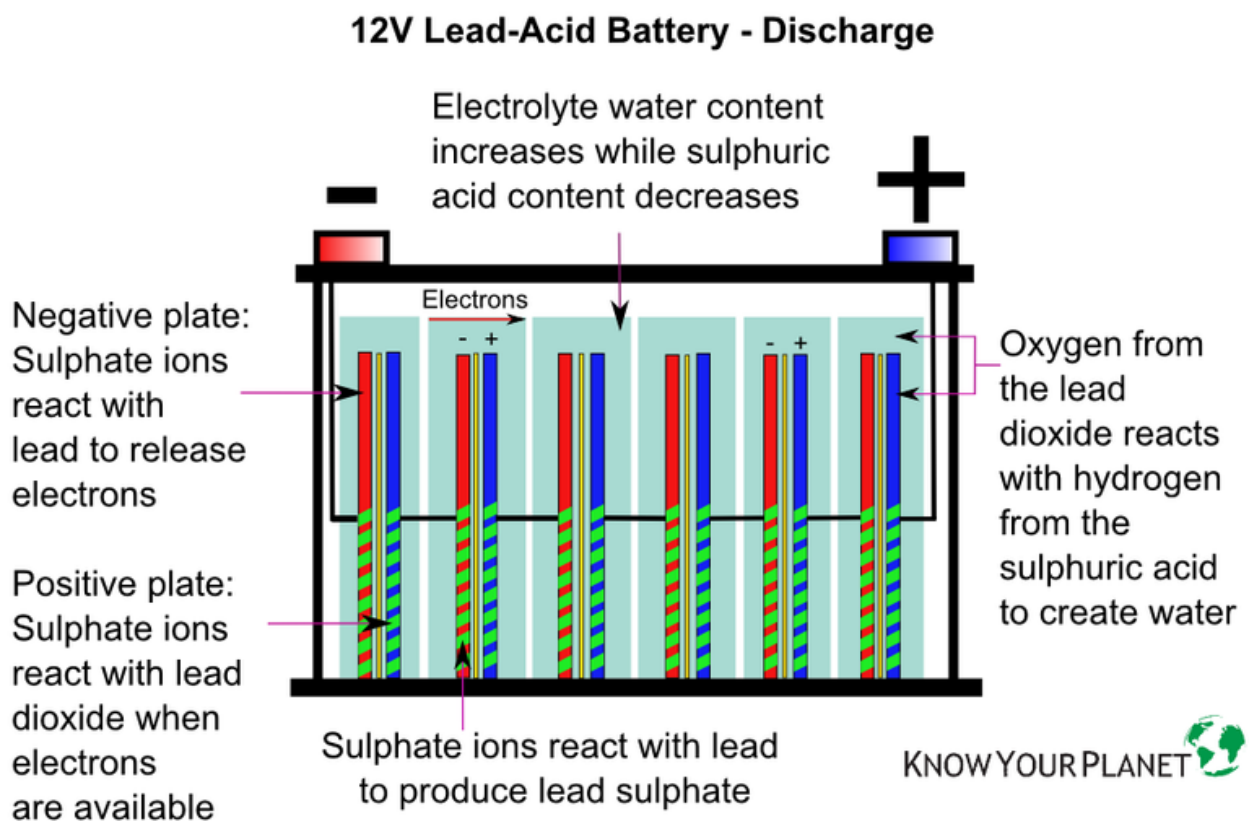 12V Lead-Acid Battery - Discharge
Electrolyte water content
increases while sulphuric
acid content decreases
-
+
Electrons
- +
- +
Negative plate:
Sulphate ions
react with
lead to release
electrons
Positive plate:
Sulphate ions
react with lead
dioxide when
electrons
are available
Oxygen from
the lead
dioxide reacts
with hydrogen
from the
sulphuric acid
to create water
Sulphate ions react with lead
to produce lead sulphate
KNOW YOUR PLANET